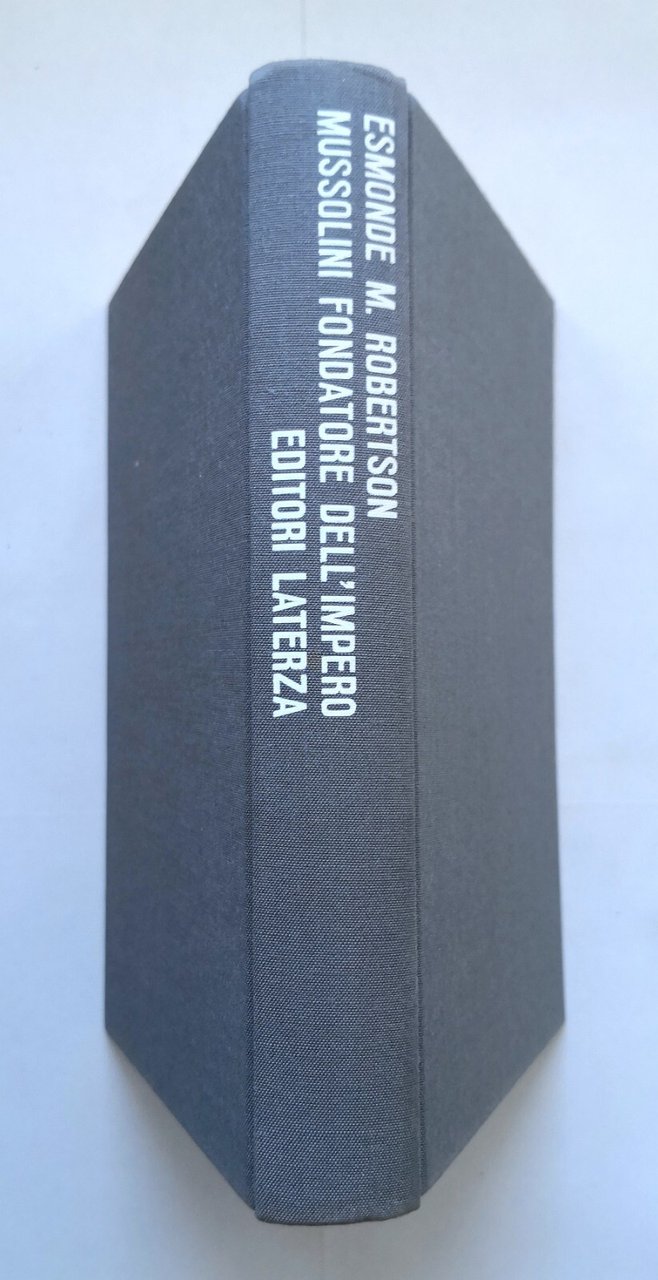 ESMONDE M. ROBERTSON
MUSSOLINI FONDATORE DELL'IMPERO
EDITORI LATERZA